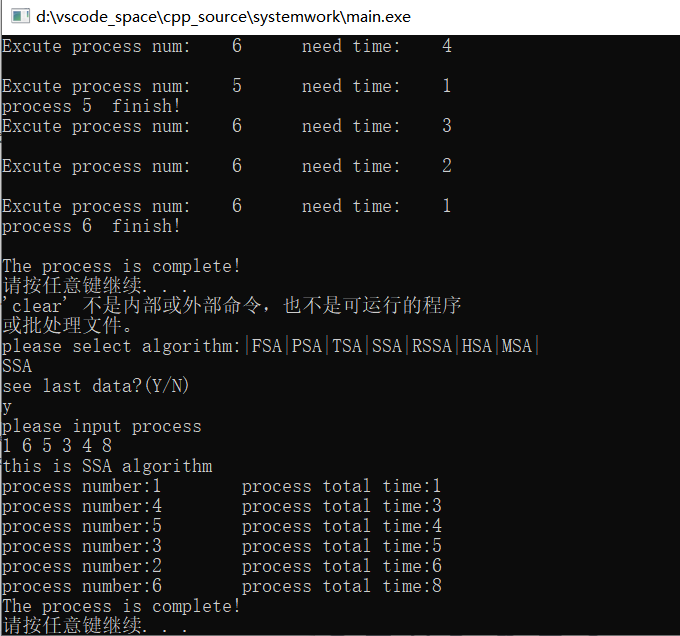 d:\vscode_space\cpp_source\systemwork\main.exe
Excute process num: 6 need time: 4
Excute process num: 5 need time: 1
process 5 finish!
Excute process num: 6 need time: 3
Excute process num: 6 need time: 2
Excute process num: 6 need time: 1
process 6 finish!
The process is complete!
请按任意键继续. . .
'clear' 不是内部或外部命令，也不是可运行的程序
或批处理文件。
please select algorithm:|FSA|PSA|TSA|SSA|RSSA|HSA|MSA|
SSA
see last data?(Y/N)
y
please input process
1 6 5 3 4 8
this is SSA algorithm
process number:1 process total time:1
process number:4 process total time:3
process number:5 process total time:4
process number:3 process total time:5
process number:2 process total time:6
process number:6 process total time:8
The process is complete!
请按任意键继续. . .